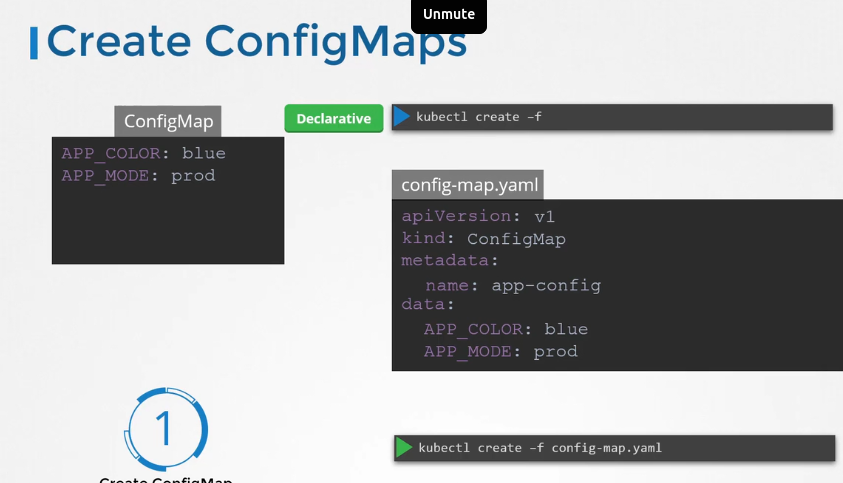 Unmute
Create ConfigMaps
ConfigMap
APP_COLOR: blue
APP_MODE: prod
Declarative
kubectl create –f
config-map.yaml
apiVersion: v1
kind: ConfigMap
metadata:
name: app-config
data:
APP_COLOR: blue
APP_MODE: prod
1
Create ConfigMap
kubectl create –f config-map.yaml